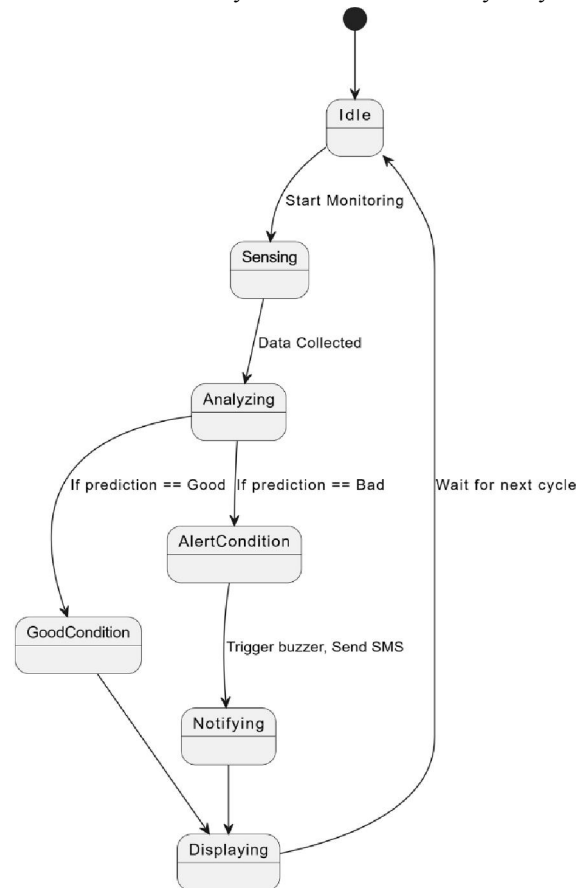 Idle
Start Monitoring
Sensing
Data Collected
Analyzing
If prediction == Good
If prediction == Bad
Wait for next cycle
AlertCondition
GoodCondition
Trigger buzzer, Send SMS
Notifying
Displaying